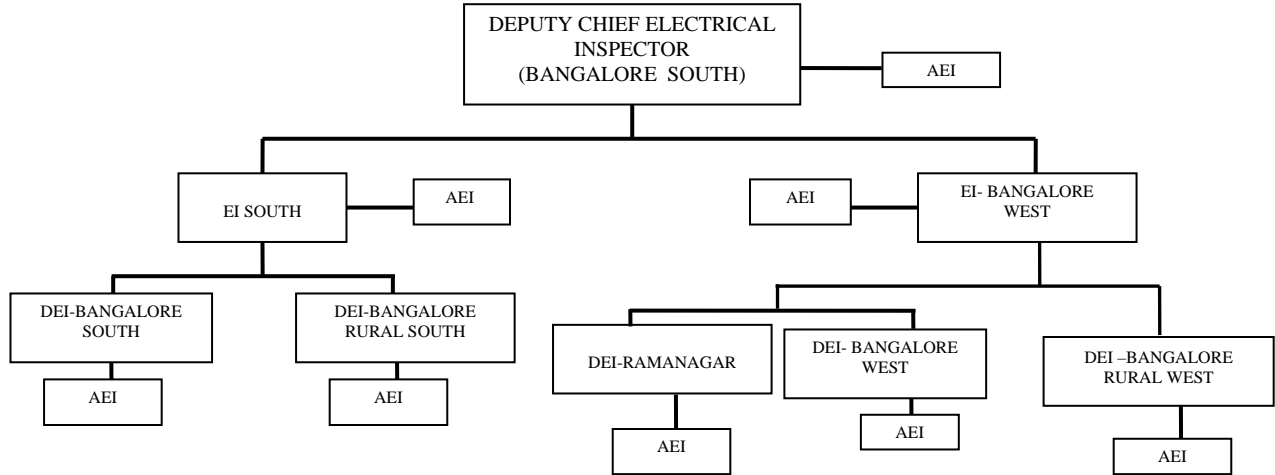 DEPUTY CHIEF ELECTRICAL
INSPECTOR
(BANGALORE SOUTH)
AEI
EI SOUTH
AEI
AEI
EI- BANGALORE
WEST
DEI-BANGALORE
SOUTH
DEI-BANGALORE
RURAL SOUTH
DEI-RAMANAGAR
DEI- BANGALORE
WEST
DEI –BANGALORE
RURAL WEST
AEI
AEI
AEI
AEI
AEI